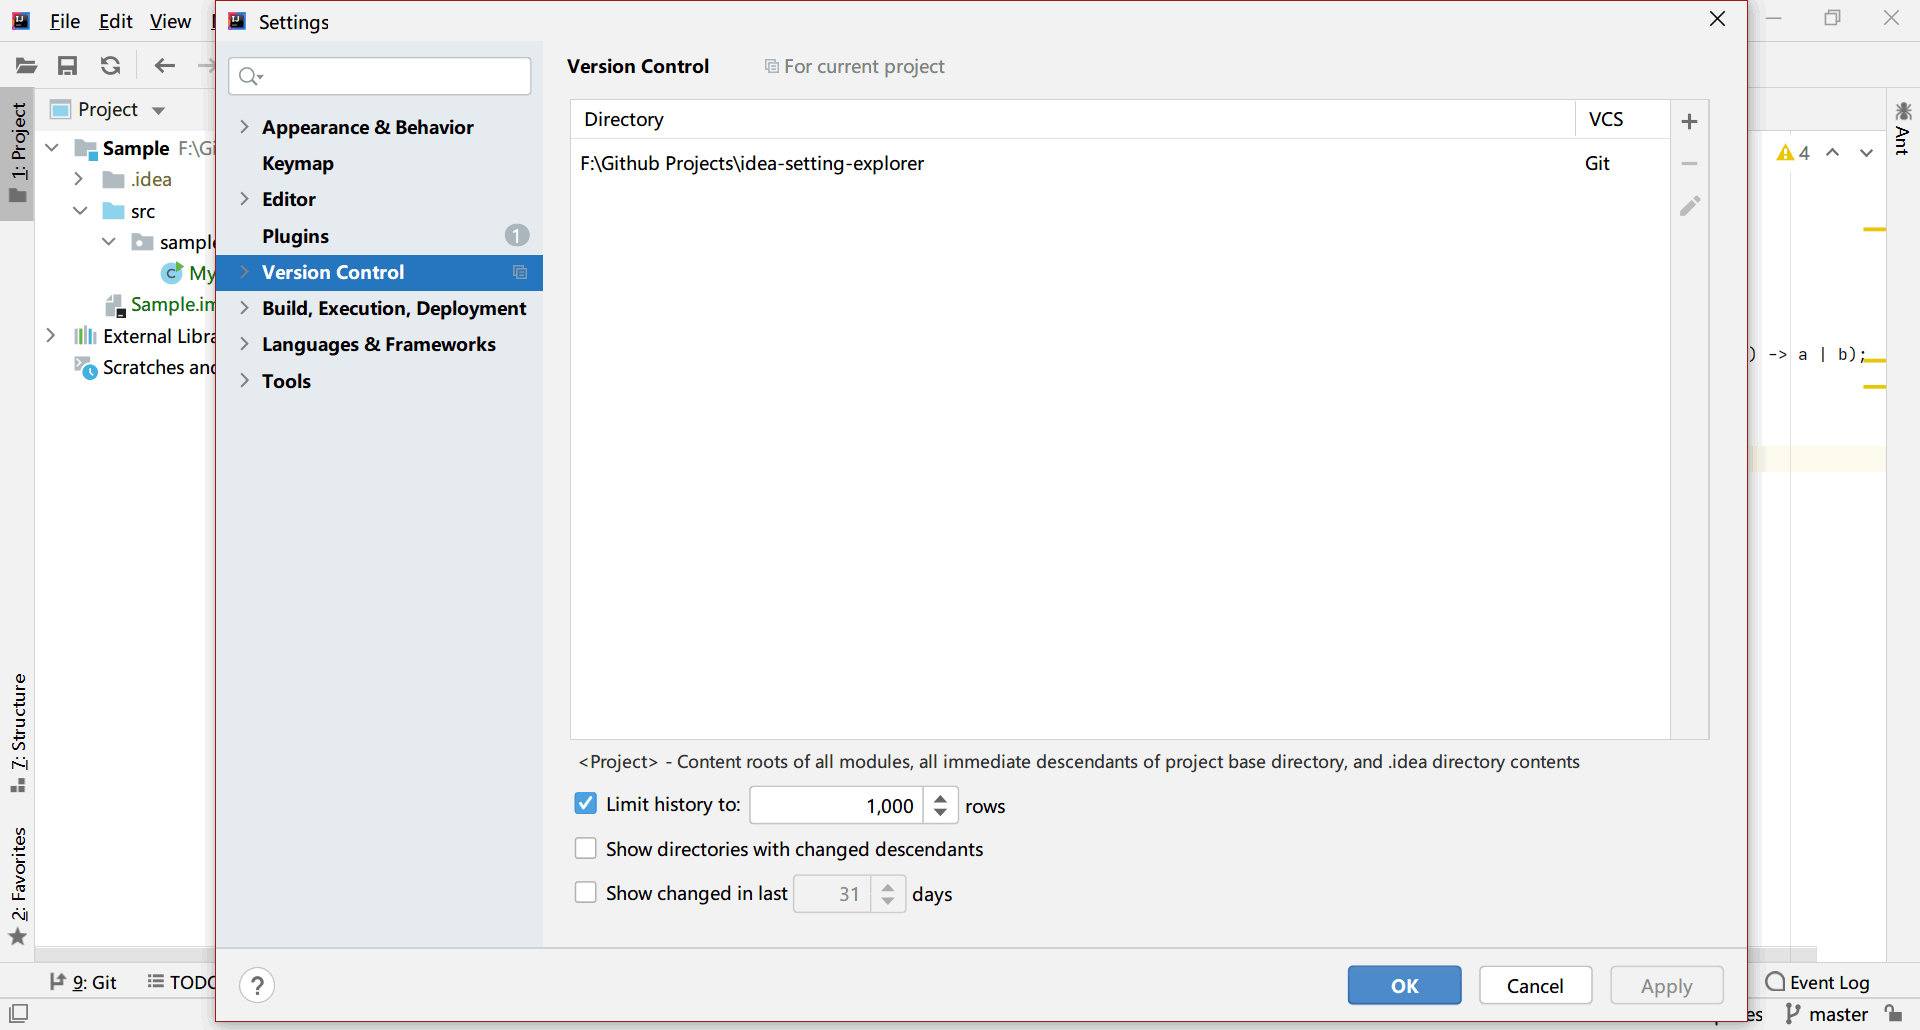 File Edit View
Settings
1: Project
Project
Sample F:\Gi
.idea
src
sample
My
Sample.im
External Libra
Scratches and
7: Structure
2: Favorites
Appearance & Behavior
Keymap
Editor
Plugins 1
Version Control
Build, Execution, Deployment
Languages & Frameworks
Tools
Version Control For current project
Directory VCS
F:\Github Projects\idea-setting-explorer Git
<Project> - Content roots of all modules, all immediate descendants of project base directory, and .idea directory contents
Limit history to: 1,000 rows
Show directories with changed descendants
Show changed in last 31 days
? OK Cancel Apply
4
Ant
) -> a | b);
9: Git TODO Event Log
es master